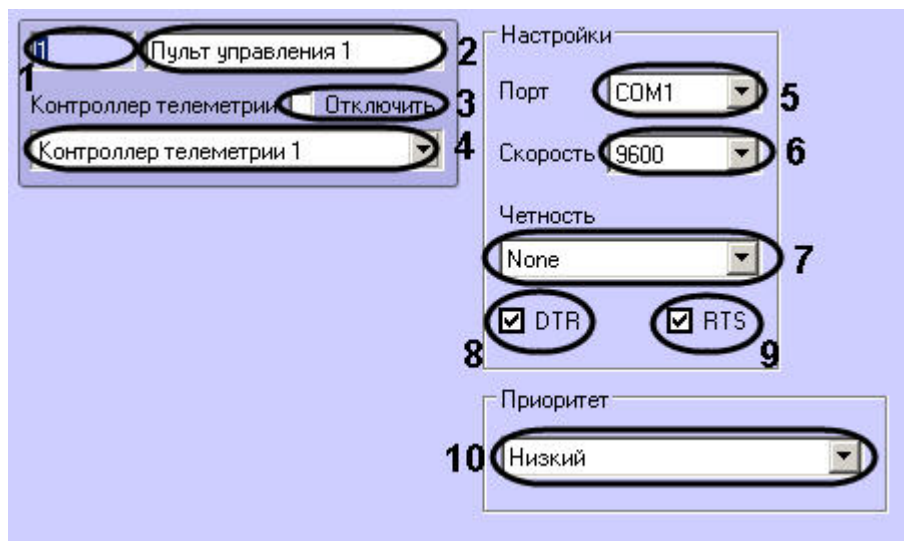 1 Пульт управления 1 2
1
Контроллер телеметрии Отключить 3
Контроллер телеметрии 1 4
Настройки
Порт COM1 5
Скорость 9600 6
Четность
None 7
DTR RTS
8 9
Приоритет
10 Низкий